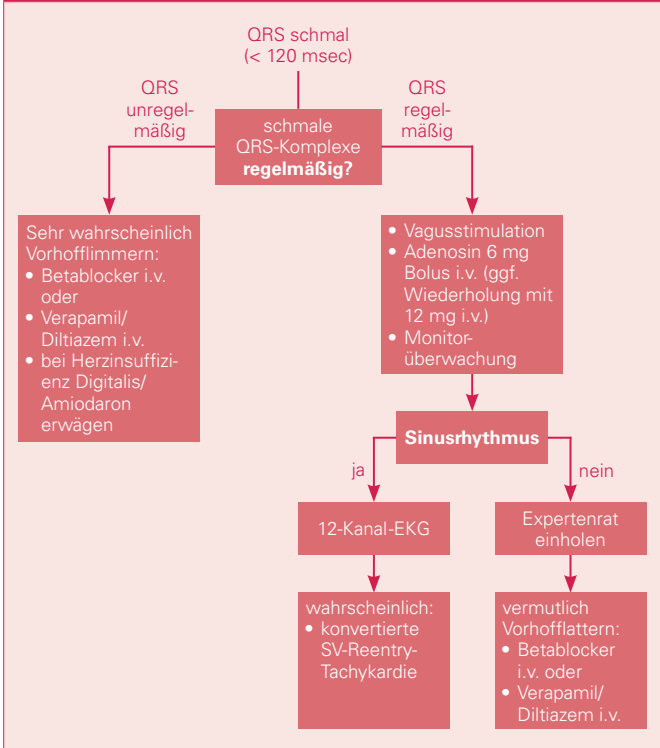 QRS schmal
(< 120 msec)
QRS
unregel-
mäßig
QRS
regel-
mäßig
schmale
QRS-Komplexe
regelmäßig?
Sehr wahrscheinlich
Vorhofflimmern:
• Betablocker i.v.
oder
• Verapamil/
Diltiazem i.v.
• bei Herzinsuffizi-
enz Digitalis/
Amiodaron
erwägen
• Vagusstimulation
• Adenosin 6 mg
Bolus i.v. (ggf.
Wiederholung mit
12 mg i.v.)
• Monitor-
überwachung
Sinusrhythmus
ja
nein
12-Kanal-EKG
Expertenrat
einholen
wahrscheinlich:
• konvertierte
SV-Reentry-
Tachykardie
vermutlich
Vorhofflattern:
• Betablocker
i.v. oder
• Verapamil/
Diltiazem i.v.